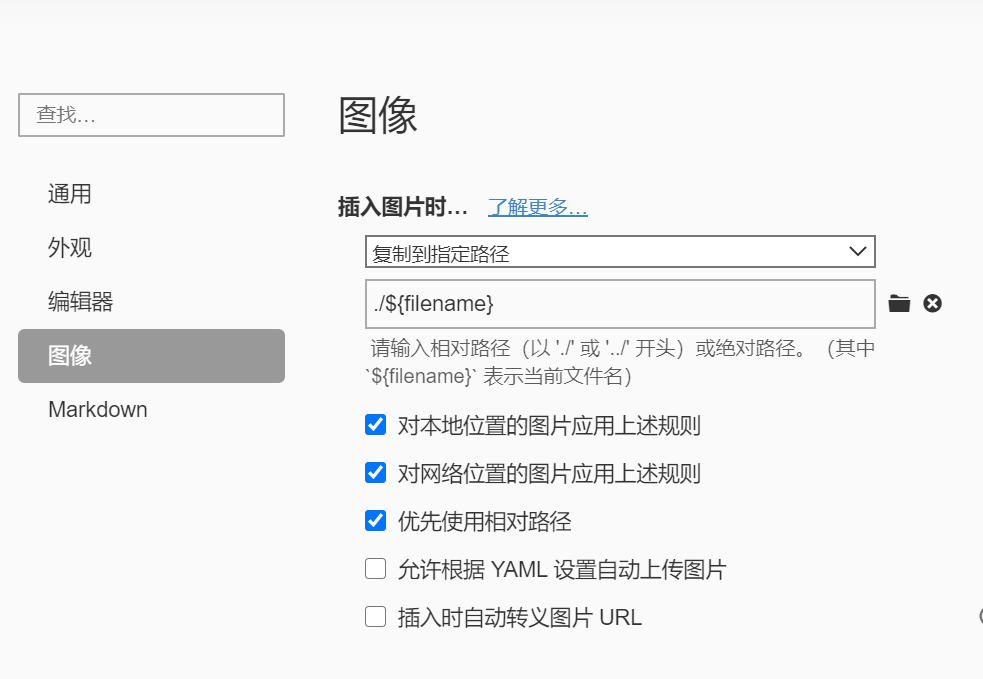 查找…
图像
插入图片时… 了解更多…
通用
外观
编辑器
图像
Markdown
复制到指定路径
./${filename}
请输入相对路径（以 './' 或 '../' 开头）或绝对路径。（其中
`${filename}` 表示当前文件名）
对本地位置的图片应用上述规则
对网络位置的图片应用上述规则
优先使用相对路径
允许根据 YAML 设置自动上传图片
插入时自动转义图片 URL